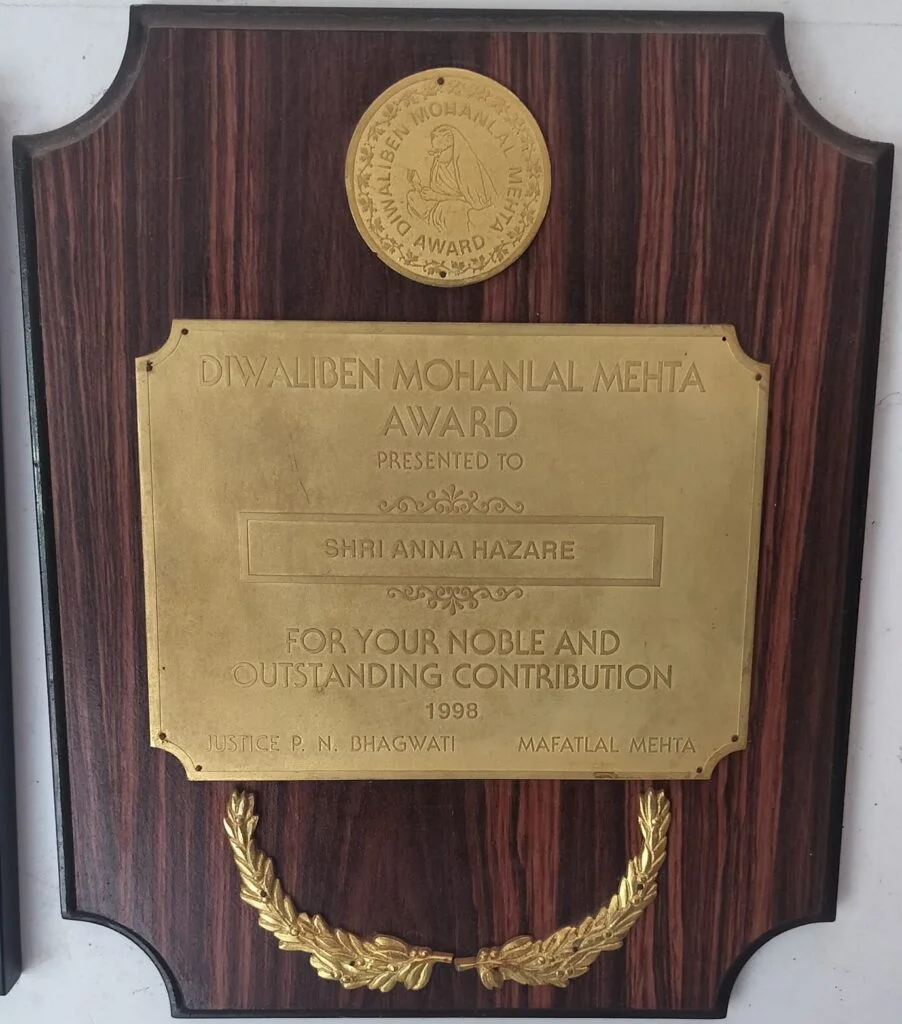 DIWALIBEN MOHANLAL MEHTA
AWARD
DIWALIBEN MOHANLAL MEHTA
AWARD
PRESENTED TO
SHRI ANNA HAZARE
FOR YOUR NOBLE AND
OUTSTANDING CONTRIBUTION
1998
JUSTICE P. N. BHAGWATI MAFATLAL MEHTA